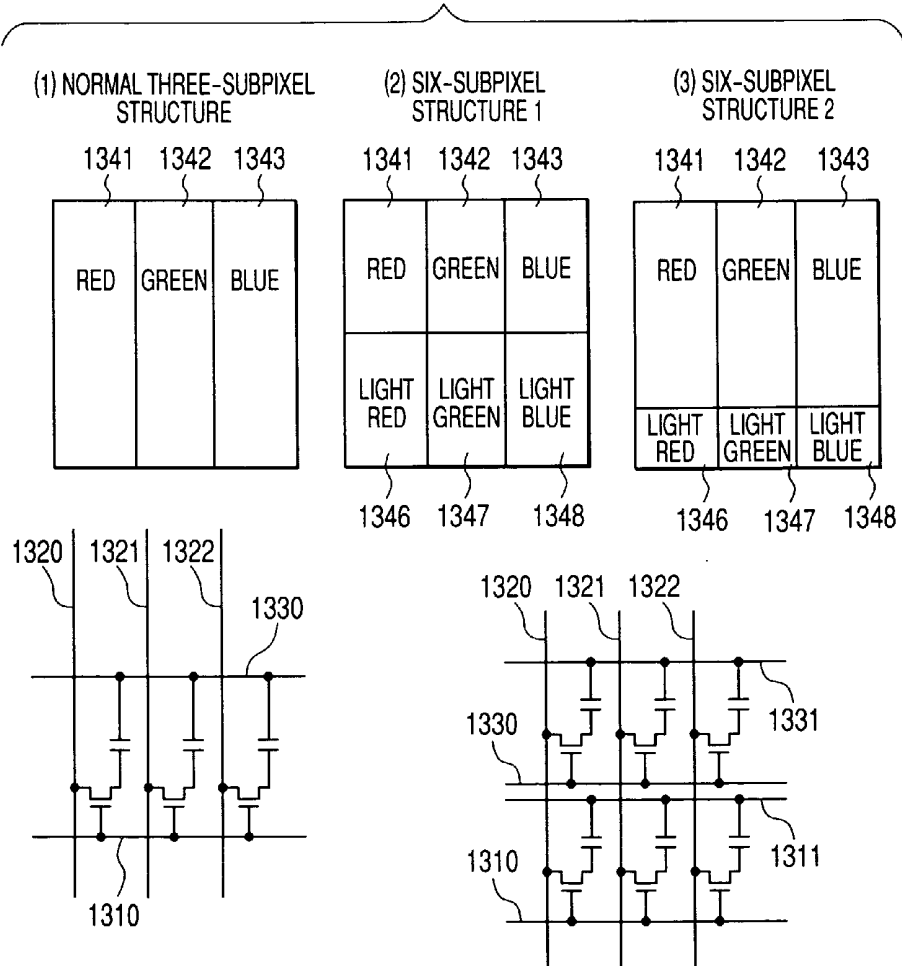 (1) NORMAL THREE-SUBPIXEL
STRUCTURE
1341 1342 1343
RED GREEN BLUE
(2) SIX-SUBPIXEL
STRUCTURE 1
1341 1342 1343
RED GREEN BLUE
LIGHT RED LIGHT GREEN LIGHT BLUE
1346 1347 1348
(3) SIX-SUBPIXEL
STRUCTURE 2
1341 1342 1343
RED GREEN BLUE
LIGHT RED LIGHT GREEN LIGHT BLUE
1346 1347 1348
1320 1321 1322
1330
1310
1320 1321 1322
1331
1330
1311
1310